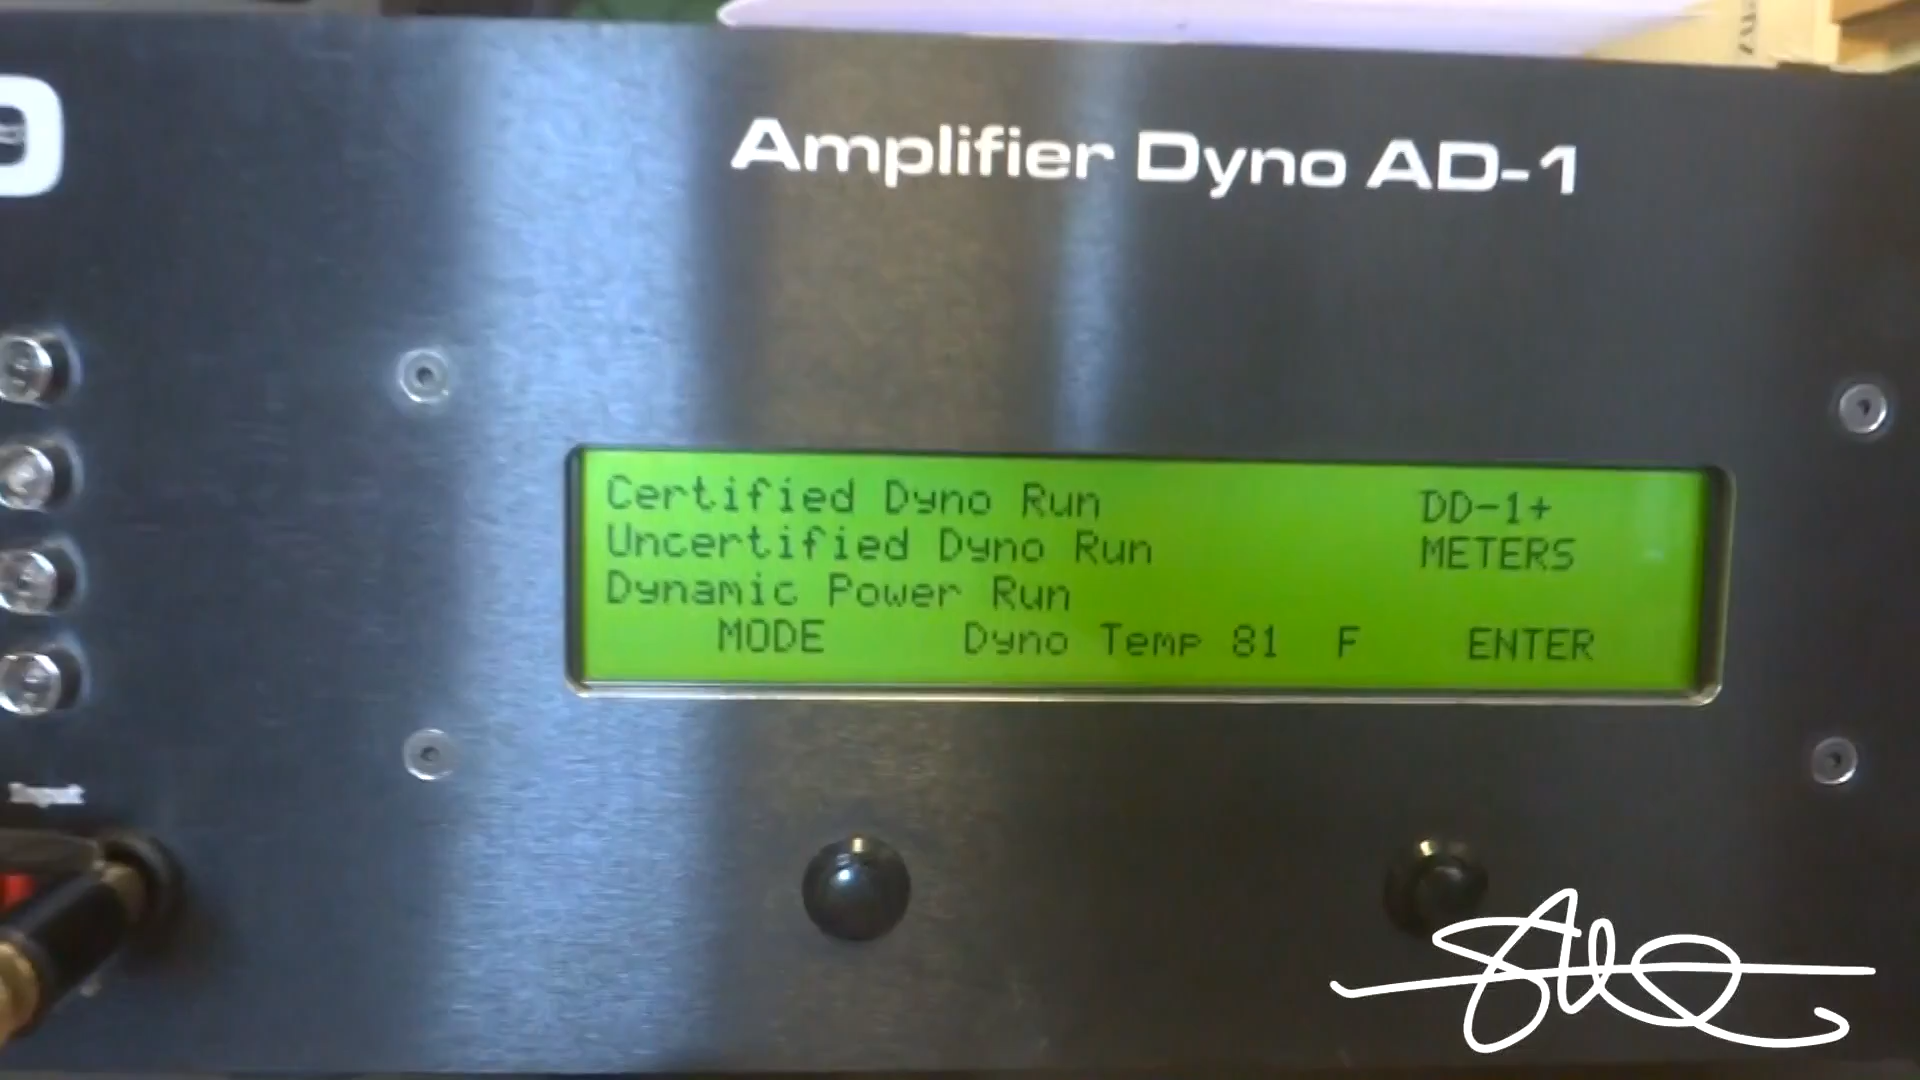 Amplifier Dyno AD-1
Certified Dyno Run DD-1+
Uncertified Dyno Run METERS
Dynamic Power Run
MODE Dyno Temp 81 F ENTER